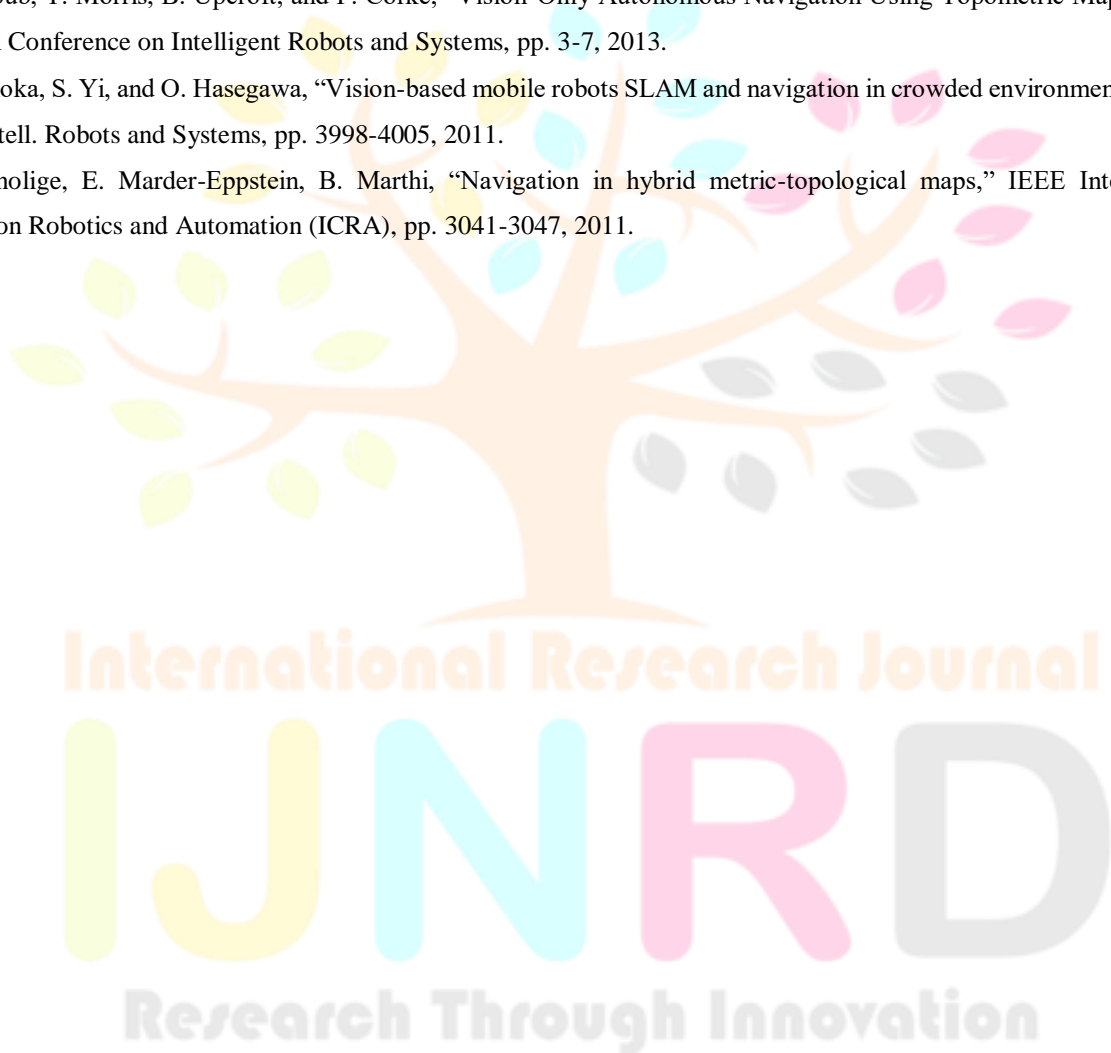 Morris, B. Upcroft, and P. Corke, “Vision-Only Autonomous Navigation Using Topometric Map
Conference on Intelligent Robots and Systems, pp. 3-7, 2013.
oka, S. Yi, and O. Hasegawa, “Vision-based mobile robots SLAM and navigation in crowded environmen
tell. Robots and Systems, pp. 3998-4005, 2011.
nolige, E. Marder-Eppstein, B. Marthi, “Navigation in hybrid metric-topological maps,” IEEE Inte
on Robotics and Automation (ICRA), pp. 3041-3047, 2011.
International Research Journal
IJNRD
Research Through Innovation